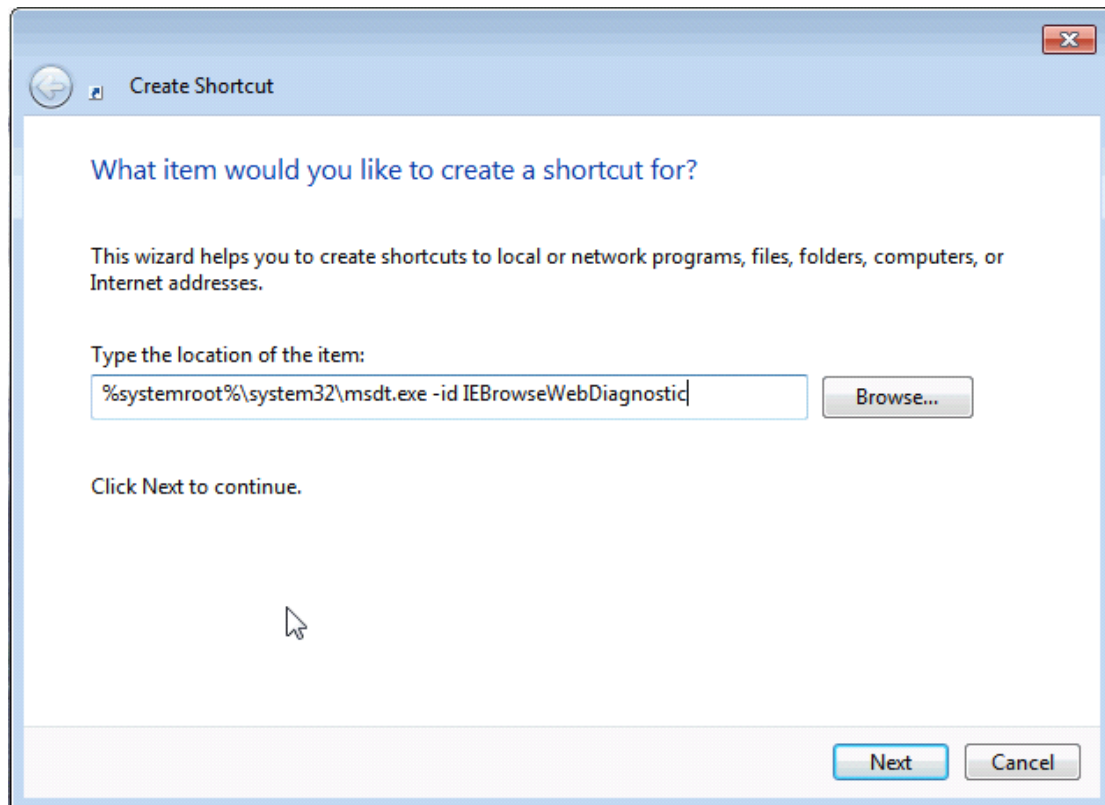 Create Shortcut
What item would you like to create a shortcut for?
This wizard helps you to create shortcuts to local or network programs, files, folders, computers, or
Internet addresses.
Type the location of the item:
%systemroot%\system32\msdt.exe -id IEBrowseWebDiagnostic
Browse...
Click Next to continue.
Next
Cancel